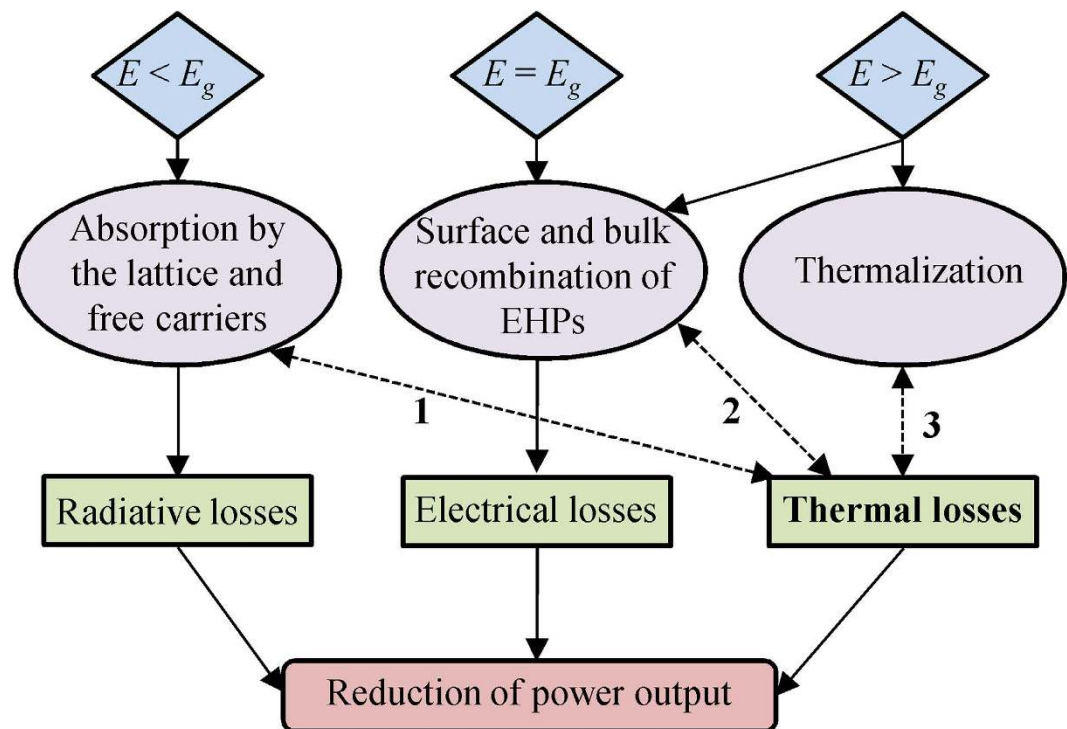 E < E_g
E = E_g
E > E_g
Absorption by
the lattice and
free carriers
Surface and bulk
recombination of
EHPs
Thermalization
1
2
3
Radiative losses
Electrical losses
Thermal losses
Reduction of power output